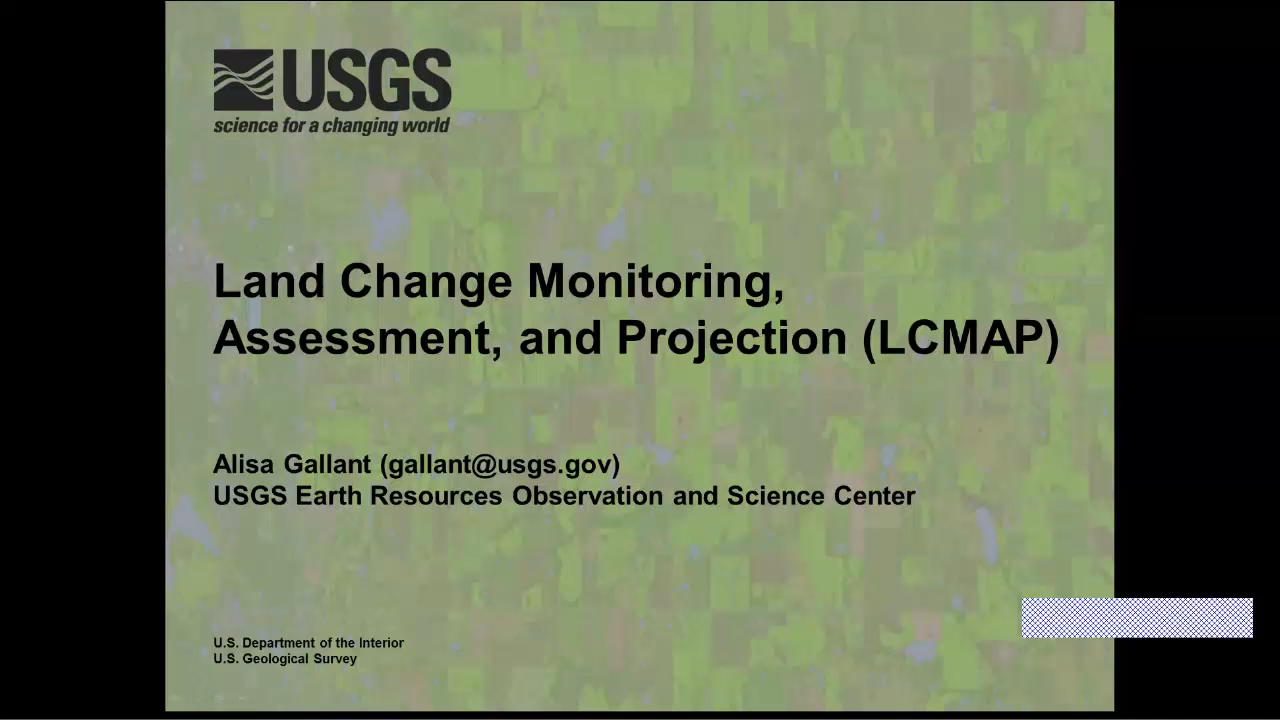 USGS
science for a changing world
Land Change Monitoring,
Assessment, and Projection (LCMAP)
Alisa Gallant (gallant@usgs.gov)
USGS Earth Resources Observation and Science Center
U.S. Department of the Interior
U.S. Geological Survey